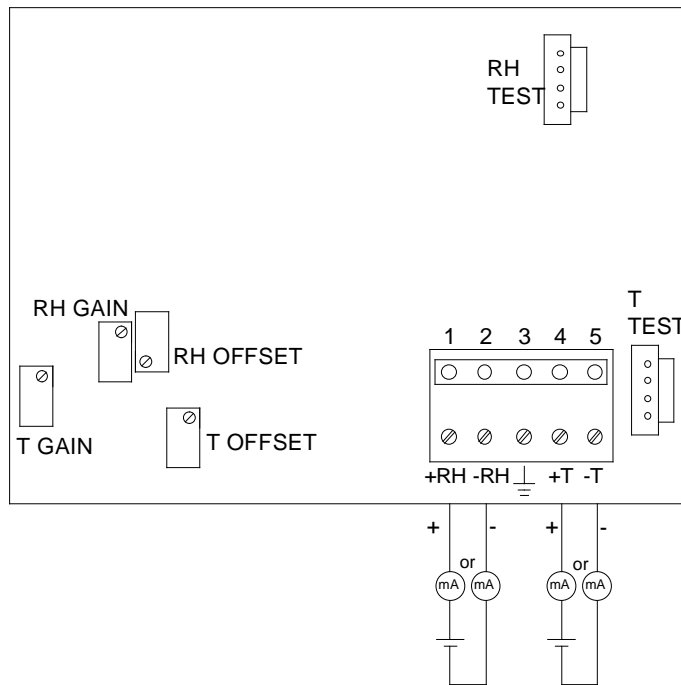 RH
TEST
RH GAIN
RH OFFSET
T GAIN
T OFFSET
T
TEST
1 2 3 4 5
+RH -RH +T -T
+ - + -
or or
mA mA mA mA